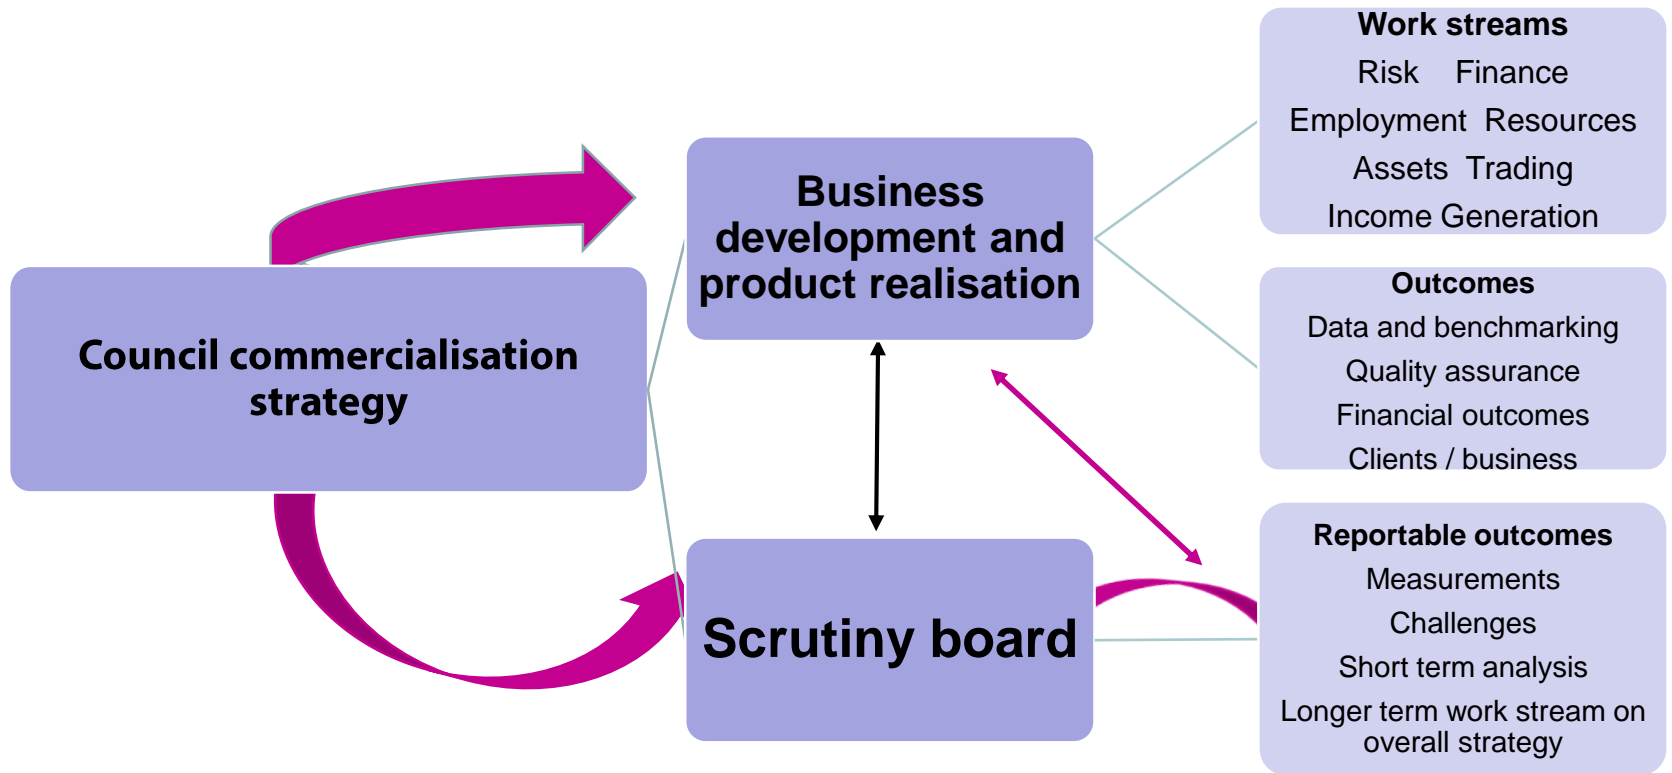 Council commercialisation
strategy
Business
development and
product realisation
Scrutiny board
Work streams
Risk Finance
Employment Resources
Assets Trading
Income Generation
Outcomes
Data and benchmarking
Quality assurance
Financial outcomes
Clients / business
Reportable outcomes
Measurements
Challenges
Short term analysis
Longer term work stream on
overall strategy